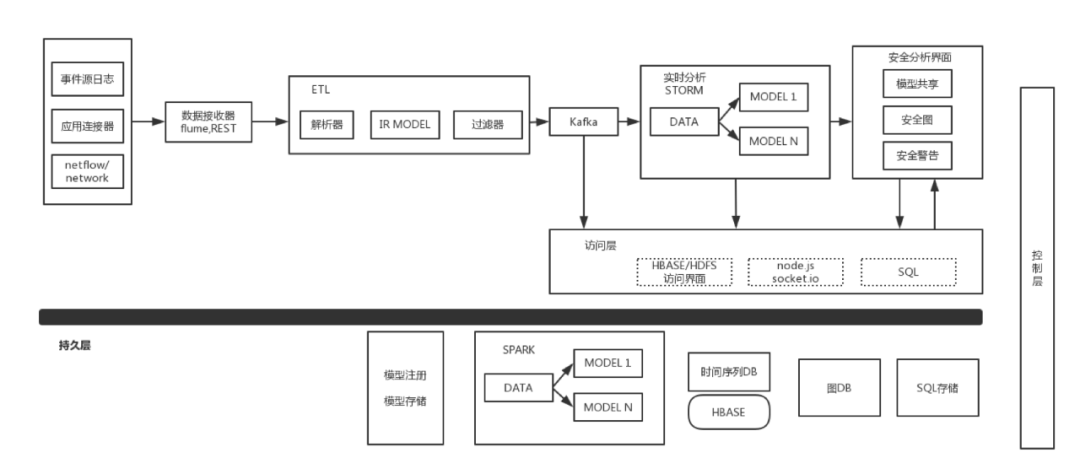 事件源日志
应用连接器
netflow/
network
数据接收器
flume,REST
ETL
解析器
IR MODEL
过滤器
Kafka
实时分析
STORM
DATA
MODEL 1
MODEL N
安全分析界面
模型共享
安全图
安全警告
访问层
HBASE/HDFS
访问界面
node.js
socket.io
SQL
控
制
层
持久层
模型注册
模型存储
SPARK
DATA
MODEL 1
MODEL N
时间序列DB
HBASE
图DB
SQL存储